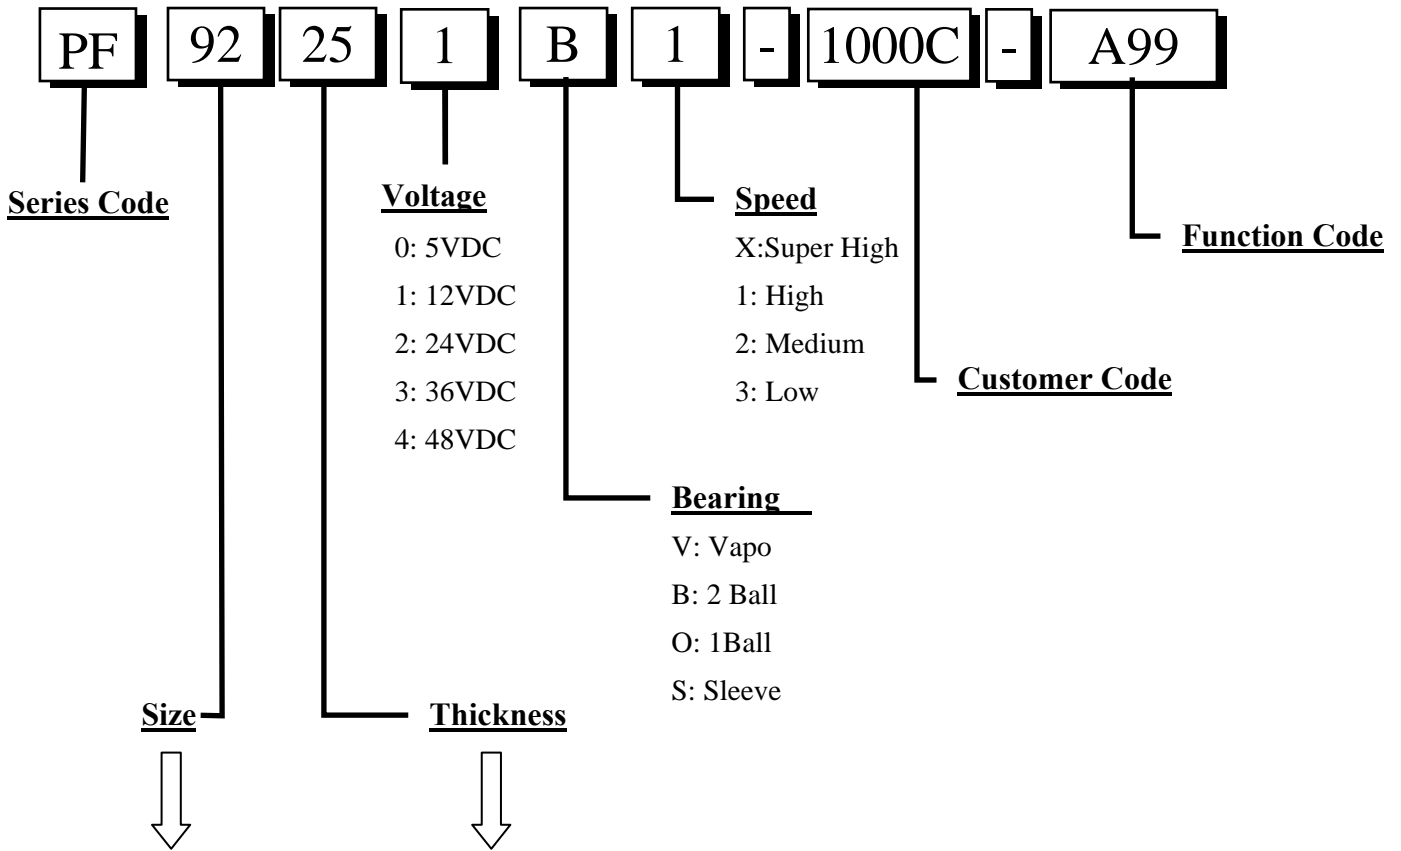 PF 92 25 1 B 1 - 1000C - A99
Series Code
Voltage
0: 5VDC
1: 12VDC
2: 24VDC
3: 36VDC
4: 48VDC
Speed
X:Super High
1: High
2: Medium
3: Low
Function Code
Customer Code
Bearing
V: Vapo
B: 2 Ball
O: 1Ball
S: Sleeve
Size
Thickness